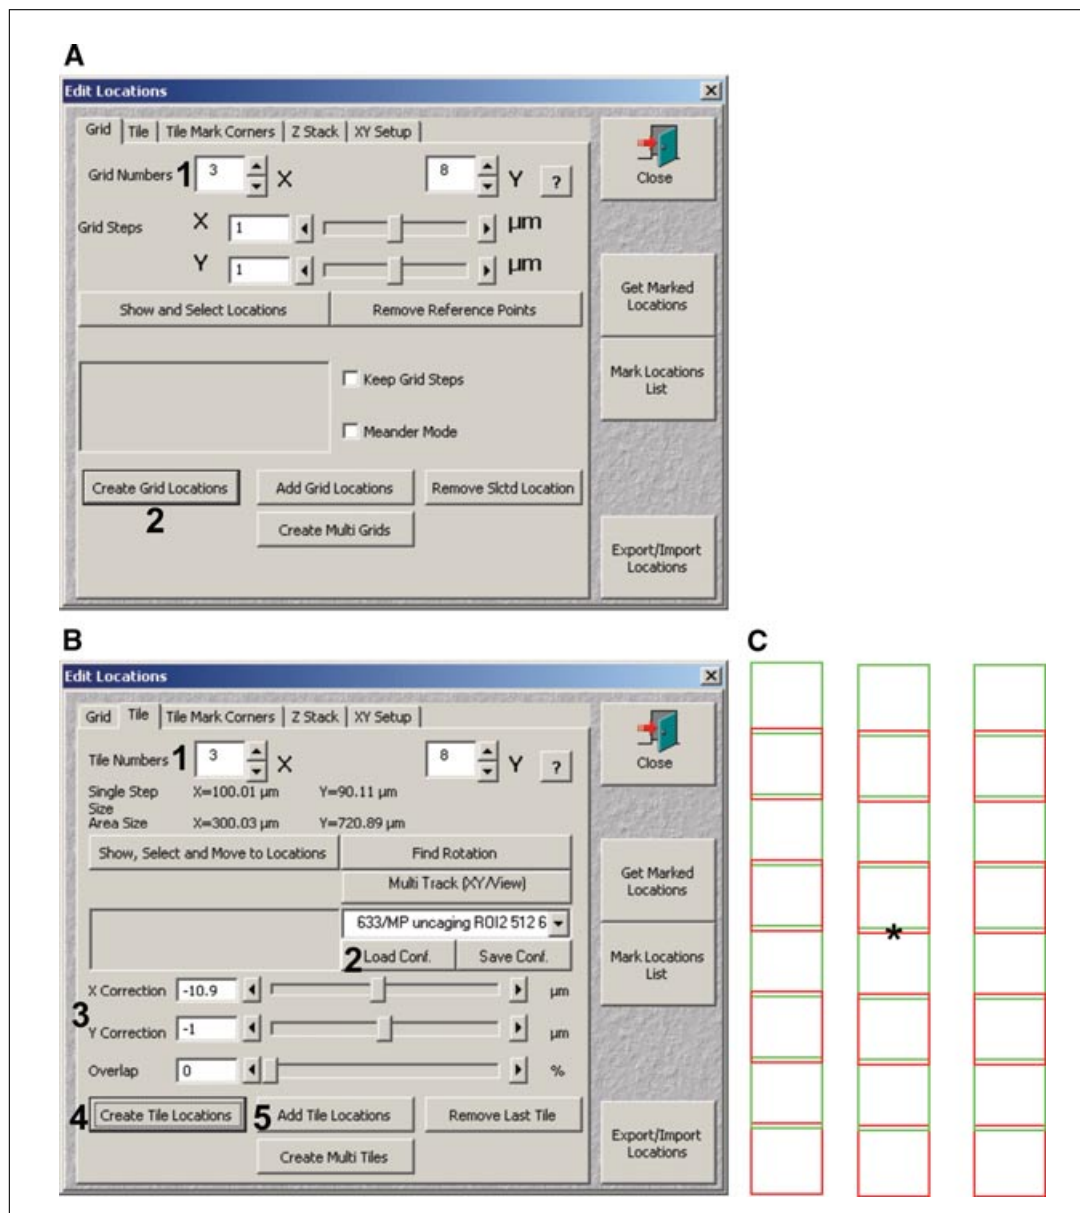 A
Edit Locations
Grid Tile Tile Mark Corners Z Stack XY Setup
Grid Numbers 1 3 X 8 Y ?
Grid Steps X 1 µm
Y 1 µm
Show and Select Locations Remove Reference Points
Keep Grid Steps
Meander Mode
Create Grid Locations Add Grid Locations Remove Slctd Location
2
Create Multi Grids
Close
Get Marked
Locations
Mark Locations
List
Export/Import
Locations
B
Edit Locations
Grid Tile Tile Mark Corners Z Stack XY Setup
Tile Numbers 1 3 X 8 Y ?
Single Step X=100.01 µm Y=90.11 µm
Size
Area Size X=300.03 µm Y=720.89 µm
Show, Select and Move to Locations Find Rotation
Multi Track (XY/View)
633/MP uncaging ROI2 512 6
2 Load Conf. Save Conf.
X Correction -10.9 µm
3
Y Correction -1 µm
Overlap 0 %
4 Create Tile Locations 5 Add Tile Locations Remove Last Tile
Create Multi Tiles
Close
Get Marked
Locations
Mark Locations
List
Export/Import
Locations
C
*